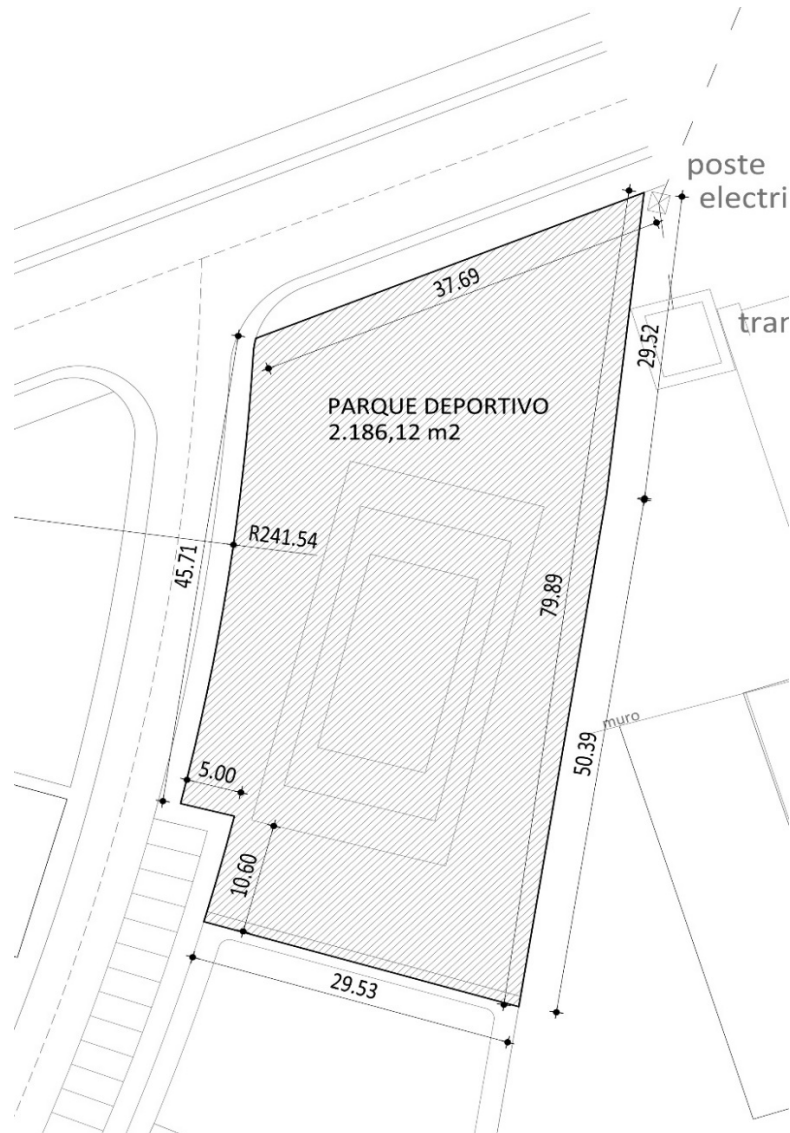 poste
electri
37.69
tran
29.52
PARQUE DEPORTIVO
2.186,12 m2
R241.54
45.71
79.89
muro
50.39
5.00
10.60
29.53